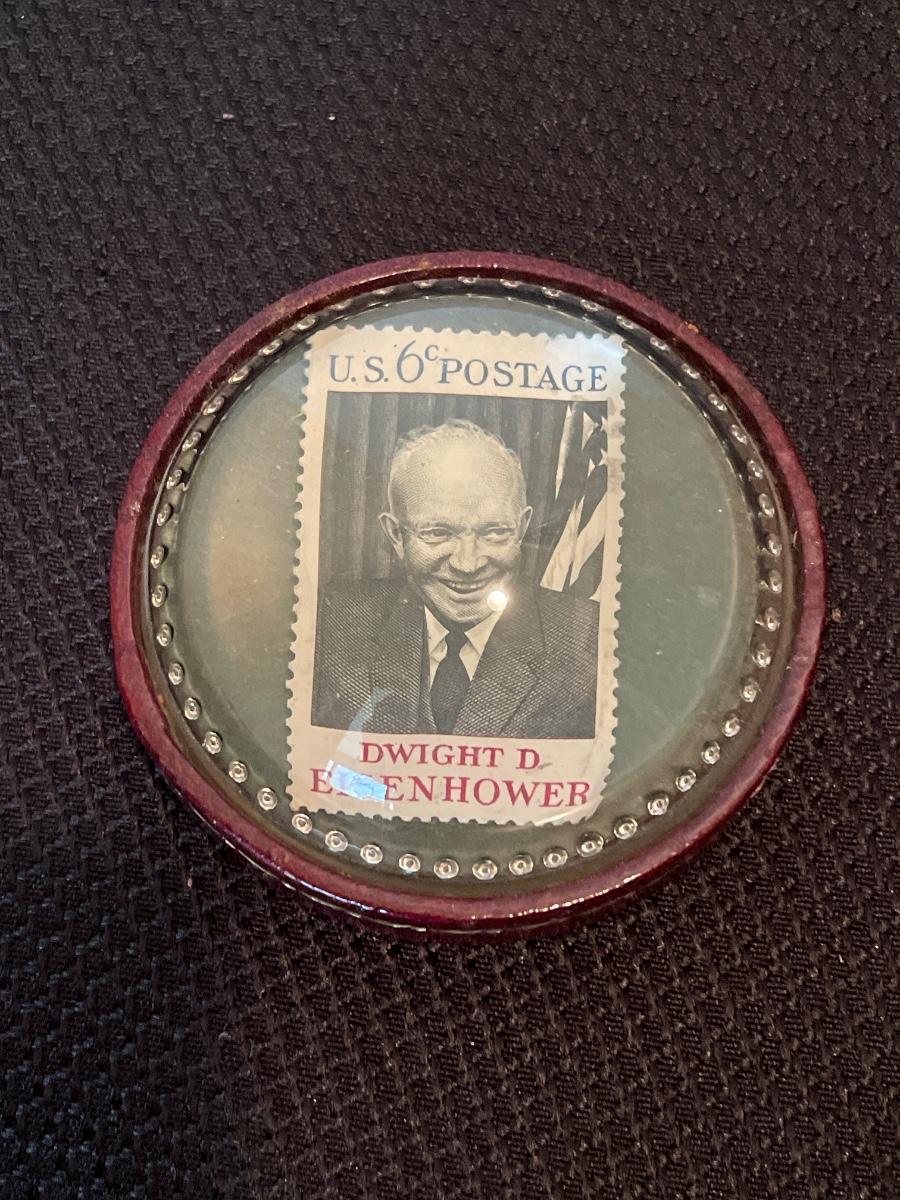 U.S. 6c POSTAGE
DWIGHT D.
EISENHOWER